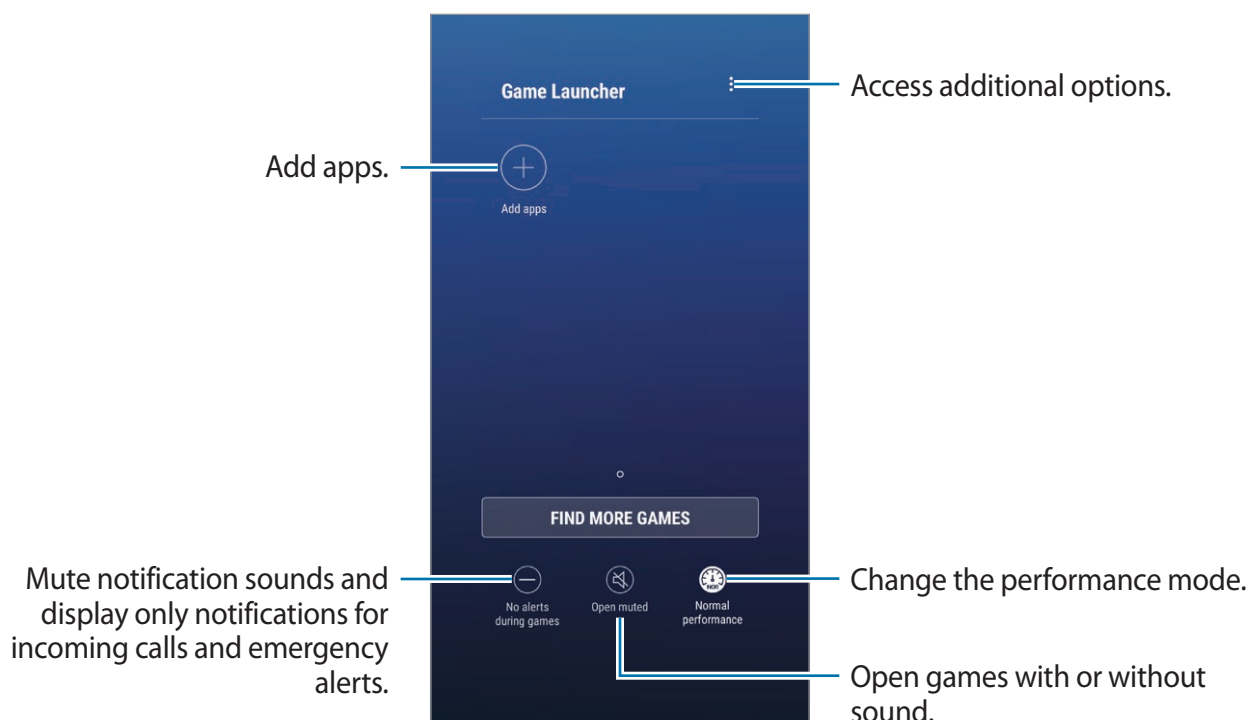 Game Launcher
Access additional options.
Add apps.
Add apps
FIND MORE GAMES
Mute notification sounds and
display only notifications for
incoming calls and emergency
alerts.
No alerts
during games
Open muted
Normal
performance
Change the performance mode.
Open games with or without
sound.